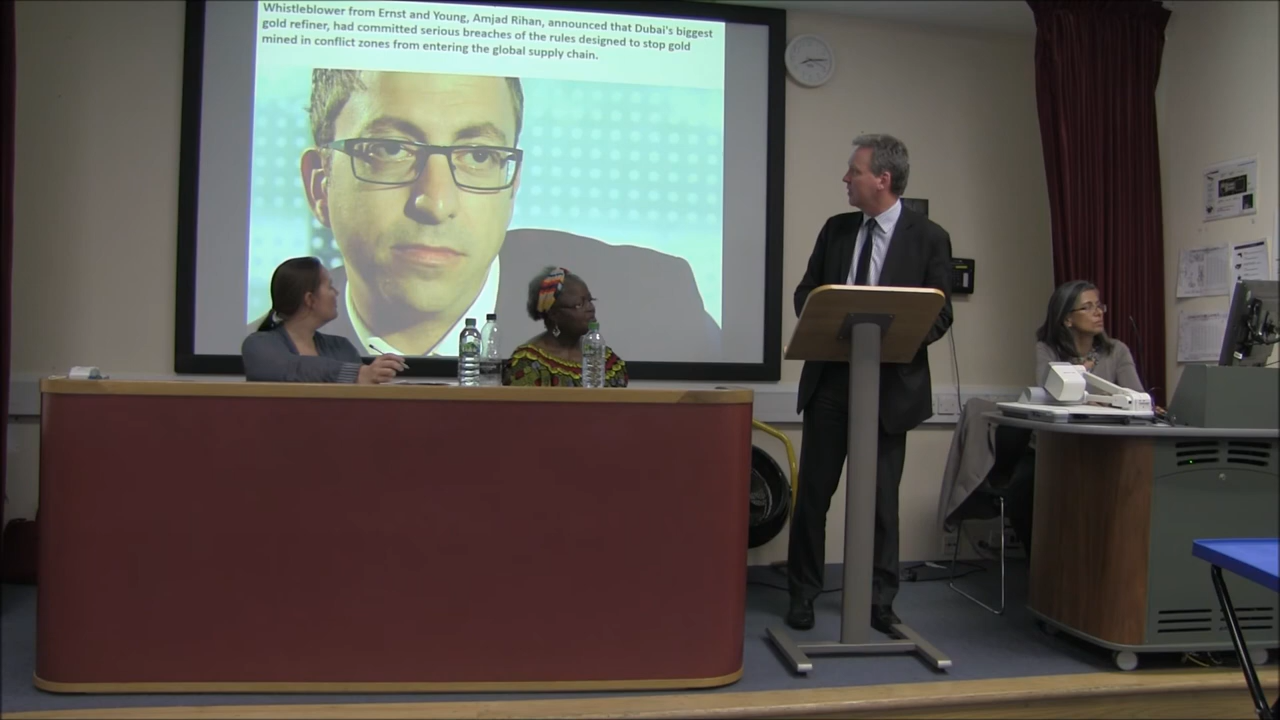 Whistleblower from Ernst and Young, Amjad Rihan, announced that Dubai's biggest
gold refiner, had committed serious breaches of the rules designed to stop gold
mined in conflict zones from entering the global supply chain.